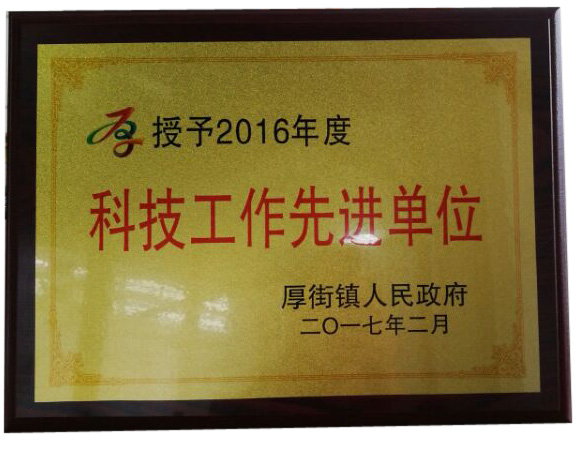 厚 授予2016年度
科技工作先进单位
厚街镇人民政府
二〇一七年二月